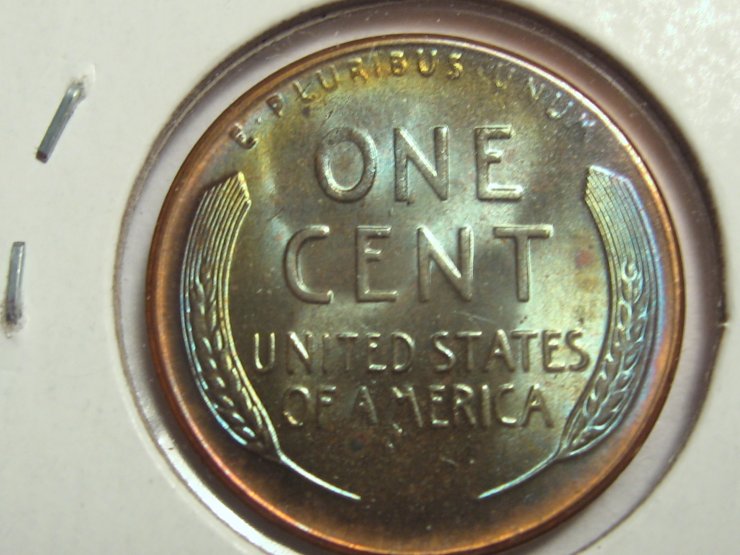 E · PLURIBUS · UNUM
ONE
CENT
UNITED STATES
OF AMERICA